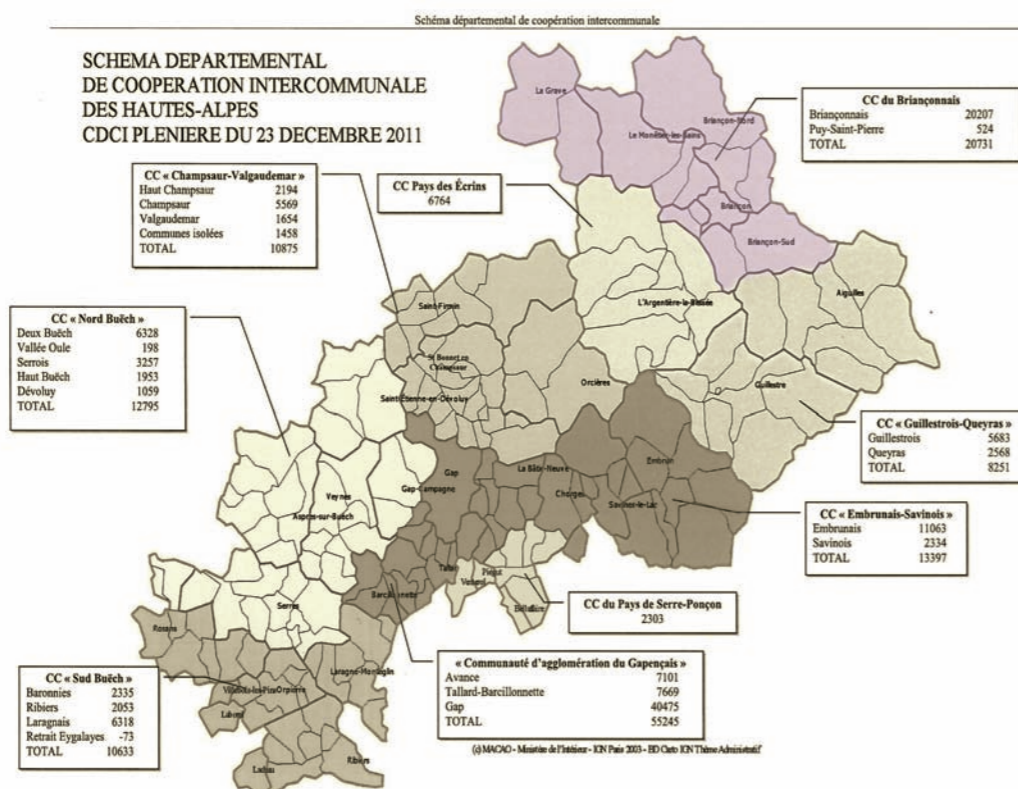 Schéma départemental de coopération intercommunale
SCHEMA DEPARTEMENTAL
DE COOPERATION INTERCOMMUNALE
DES HAUTES-ALPES
CDCI PLENIERE DU 23 DECEMBRE 2011
CC du Briançonnais
Briançonnais 20207
Puy-Saint-Pierre 524
TOTAL 20731
CC « Champsaur-Valgaudemar »
Haut Champsaur 2194
Champsaur 5569
Valgaudemar 1654
Communes isolées 1458
TOTAL 10875
CC Pays des Écrins
6764
CC « Nord Buëch »
Deux Buëch 6328
Vallée Oule 198
Serrois 3257
Haut Buëch 1953
Dévoluy 1059
TOTAL 12795
CC « Guillestrois-Queyras »
Guillestrois 5683
Queyras 2568
TOTAL 8251
CC « Embrunais-Savinois »
Embrunais 11063
Savinois 2334
TOTAL 13397
CC du Pays de Serre-Ponçon
2303
« Communauté d'agglomération du Gapençais »
Avance 7101
Tallard-Barcillonnette 7669
Gap 40475
TOTAL 55245
CC « Sud Buëch »
Baronnies 2335
Ribiers 2053
Laragnais 6318
Retrait Eygalayes -73
TOTAL 10633
La Grave
Le Monêtier-les-Bains
Briançon-Nord
Briançon
Briançon-Sud
Aiguilles
L'Argentière-la-Bessée
Saint-Firmin
St Bonnet en
Champsaur
Orcières
Guillestre
Saint-Étienne-en-Dévoluy
La Bâtie-Neuve
Embrun
Gap
Gap-Campagne
Chorges
Savines-le-Lac
Veynes
Aspres-sur-Buëch
Tallard
Barcillonnette
Serres
Rosans
Laragne-Montéglin
Orpierre
Ribiers
(c) MACAO - Ministère de l'Intérieur - IGN Paris 2003 - BD Carto IGN Thème Administratif